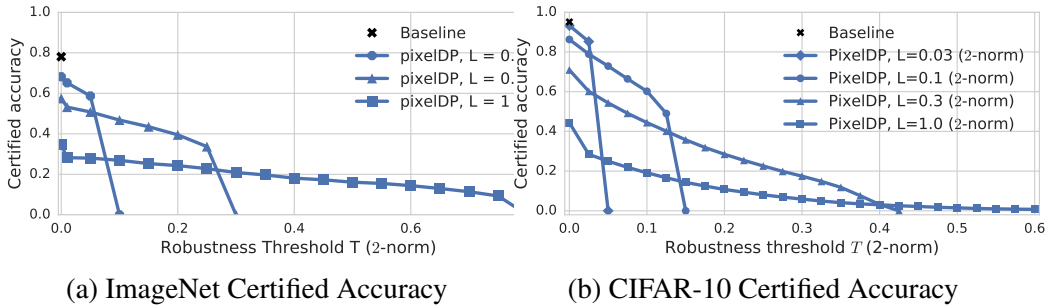 1.0
0.8
0.6
0.4
0.2
0.0
Certified accuracy
Baseline
pixelDP, L = 0.
pixelDP, L = 0.
pixelDP, L = 1
0.0 0.2 0.4 0.6
Robustness Threshold T (2-norm)
(a) ImageNet Certified Accuracy
1.0
0.8
0.6
0.4
0.2
0.0
Certified Accuracy
Baseline
PixelDP, L=0.03 (2-norm)
PixelDP, L=0.1 (2-norm)
PixelDP, L=0.3 (2-norm)
PixelDP, L=1.0 (2-norm)
0.0 0.1 0.2 0.3 0.4 0.5 0.6
Robustness threshold T (2-norm)
(b) CIFAR-10 Certified Accuracy